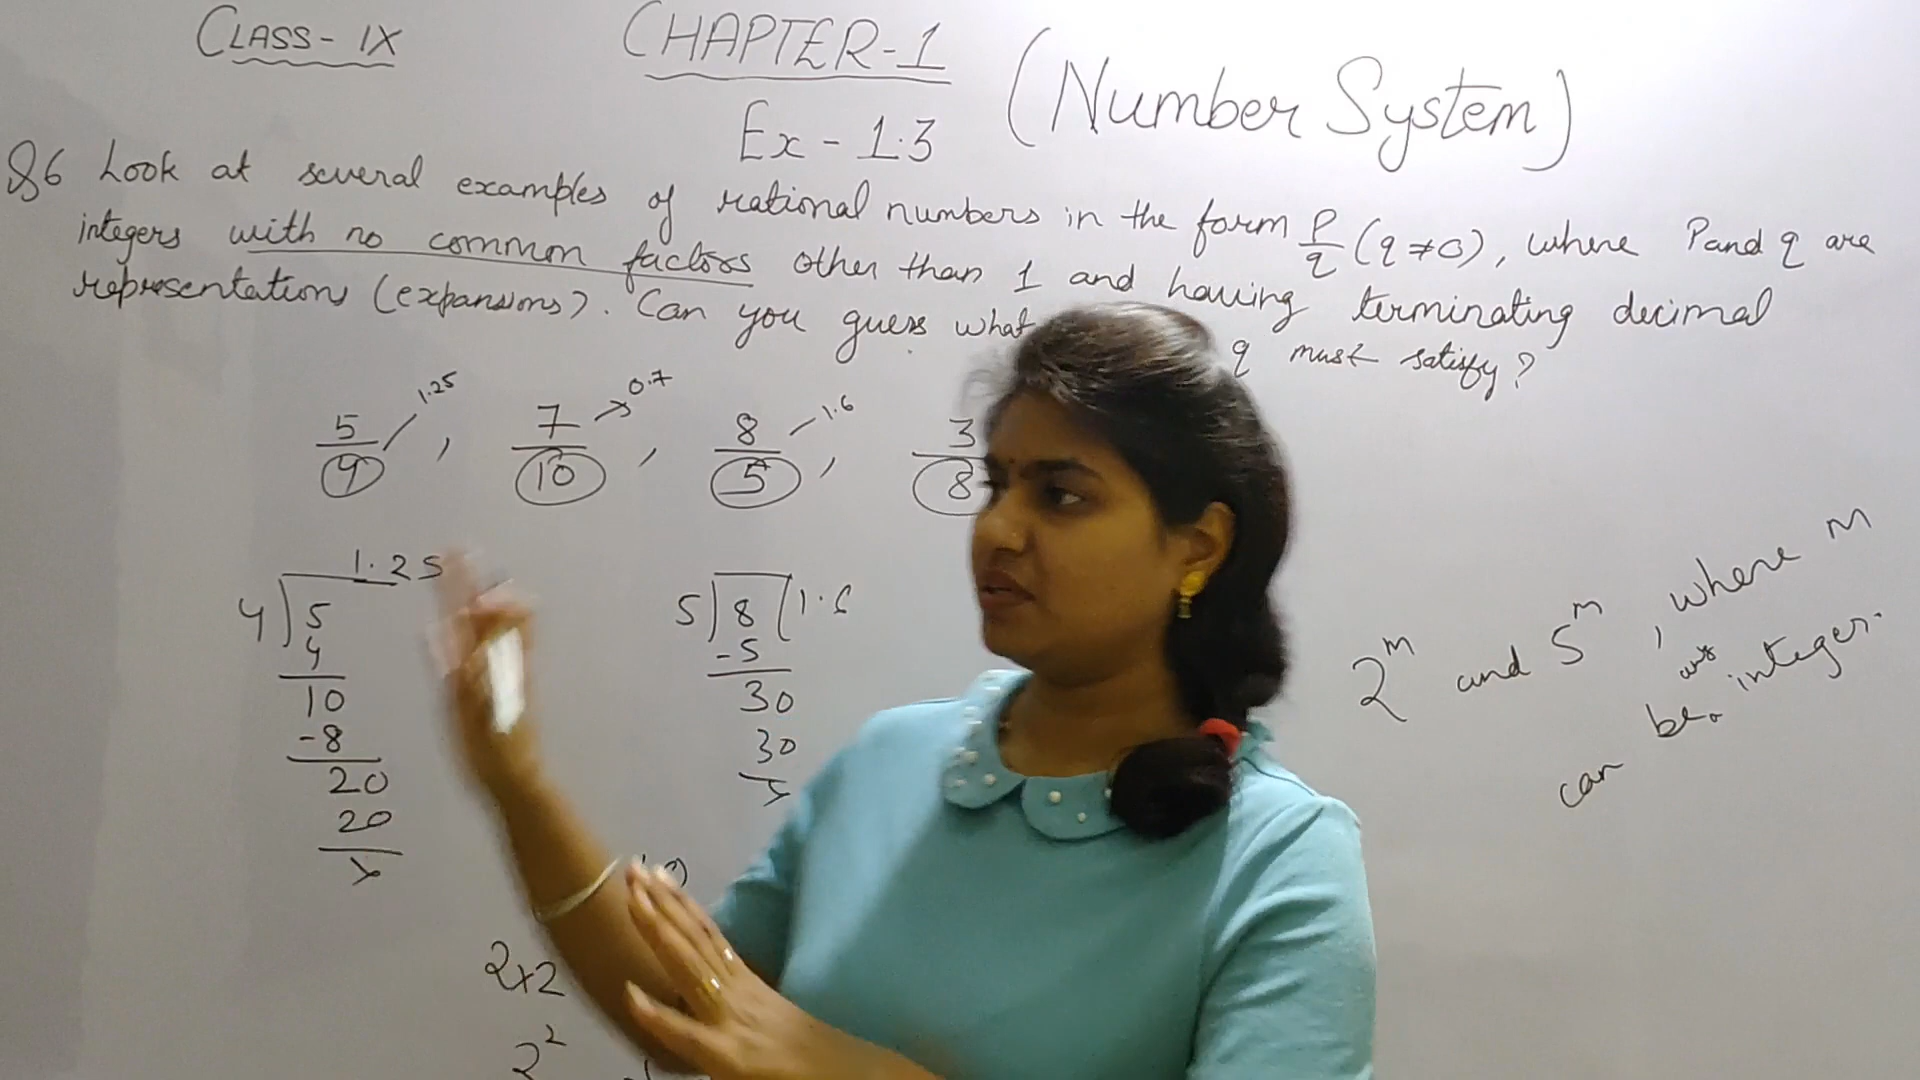 CLASS - IX
CHAPTER-1
(Number System)
Ex - 1.3
Q6 Look at several examples of rational numbers in the form p/q (q ≠ 0), where P and q are
integers with no common factors other than 1 and having terminating decimal
representations (expansions). Can you guess what q must satisfy?
5/4 1.25 , 7/10 → 0.7 , 8/5 1.6 , 3/8
1.25
4 5
4
10
-8
20
20
5 8 1.6
-5
30
30
2x2
2²
2^m and 5^m, where m
can be any integer.